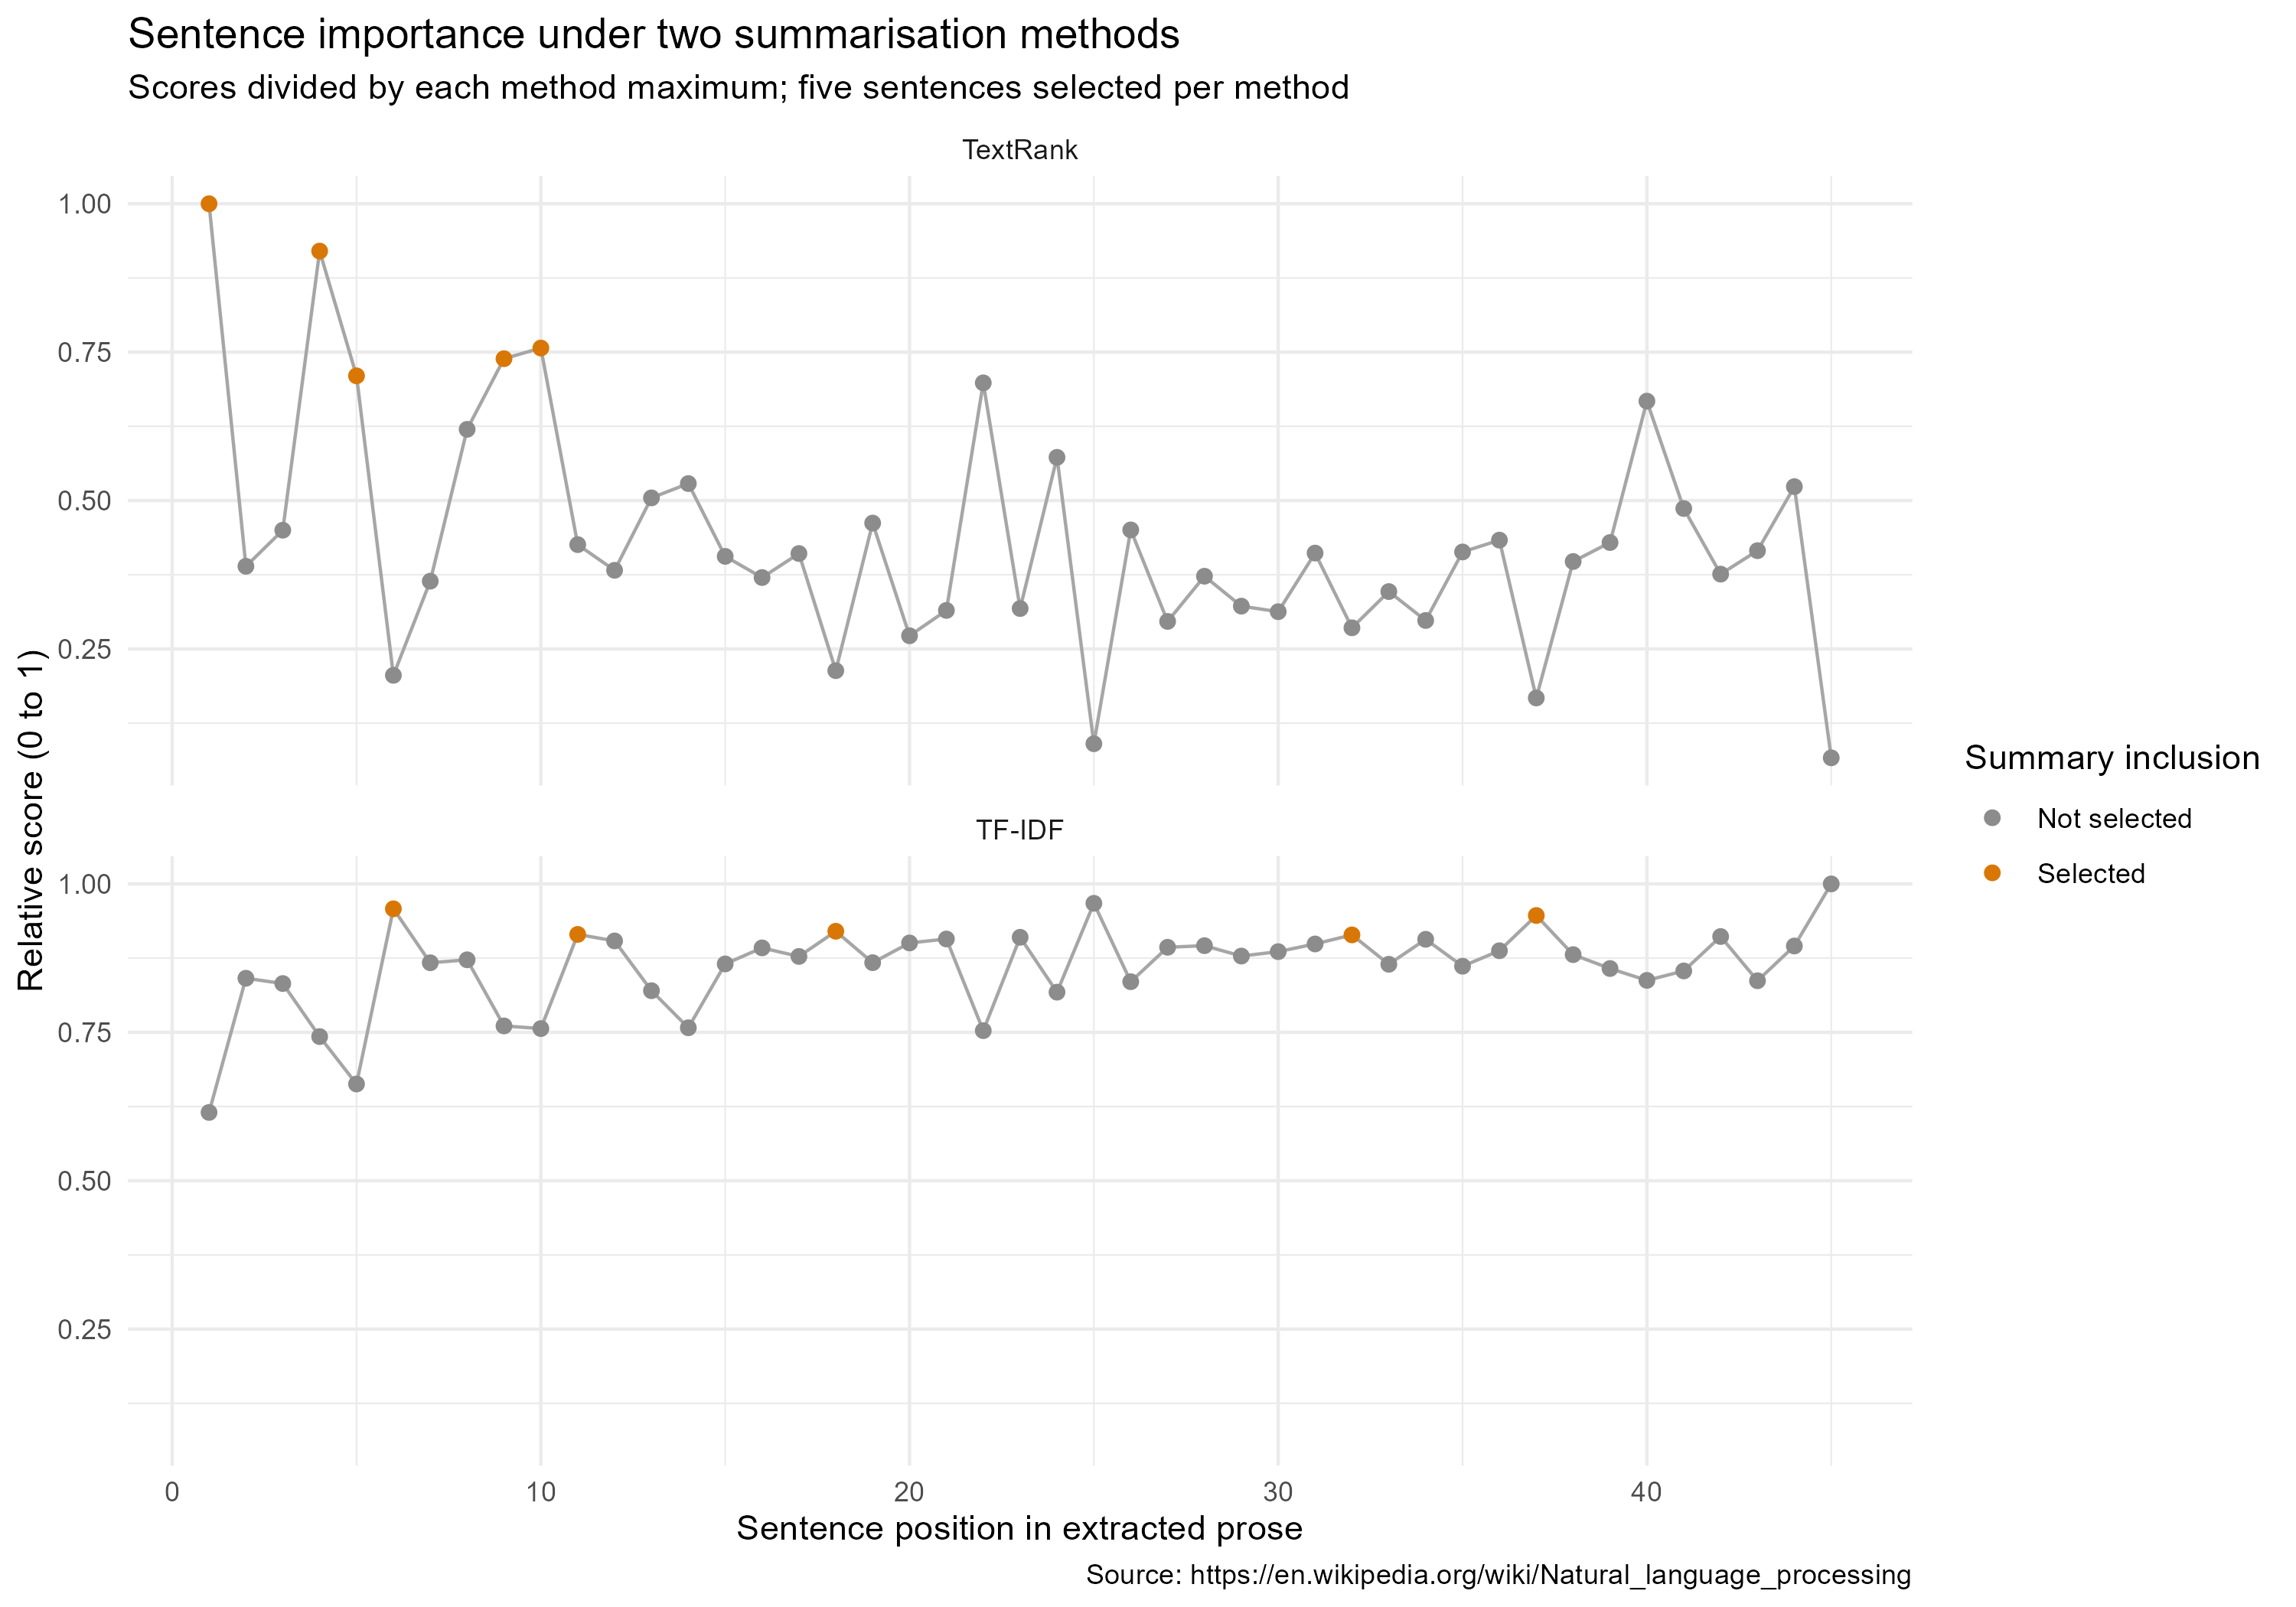 Sentence importance under two summarisation methods
Scores divided by each method maximum; five sentences selected per method
TextRank
1.00
0.75
0.50
0.25
TF-IDF
1.00
0.75
0.50
0.25
Relative score (0 to 1)
0 10 20 30 40
Sentence position in extracted prose
Summary inclusion
Not selected
Selected
Source: https://en.wikipedia.org/wiki/Natural_language_processing